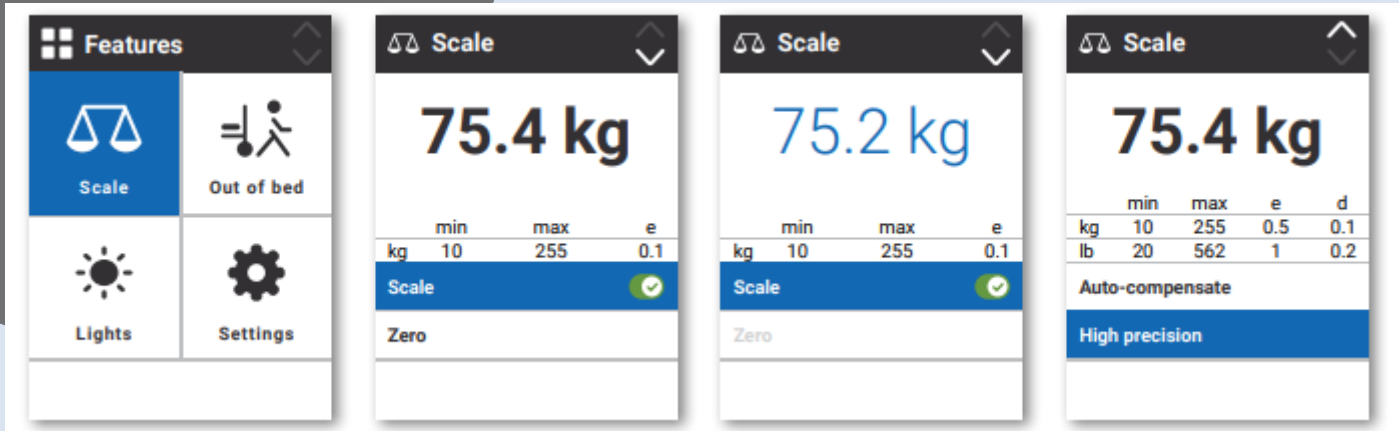 Features
Scale
Out of bed
Lights
Settings
Scale
75.4 kg
min max e
kg 10 255 0.1
Scale
Zero
Scale
75.2 kg
min max e
kg 10 255 0.1
Scale
Zero
Scale
75.4 kg
min max e d
kg 10 255 0.5 0.1
lb 20 562 1 0.2
Auto-compensate
High precision